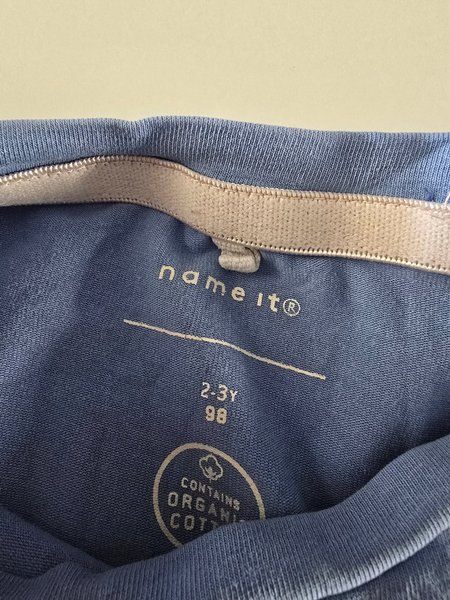 name it®
2-3Y
98
CONTAINS
ORGANIC